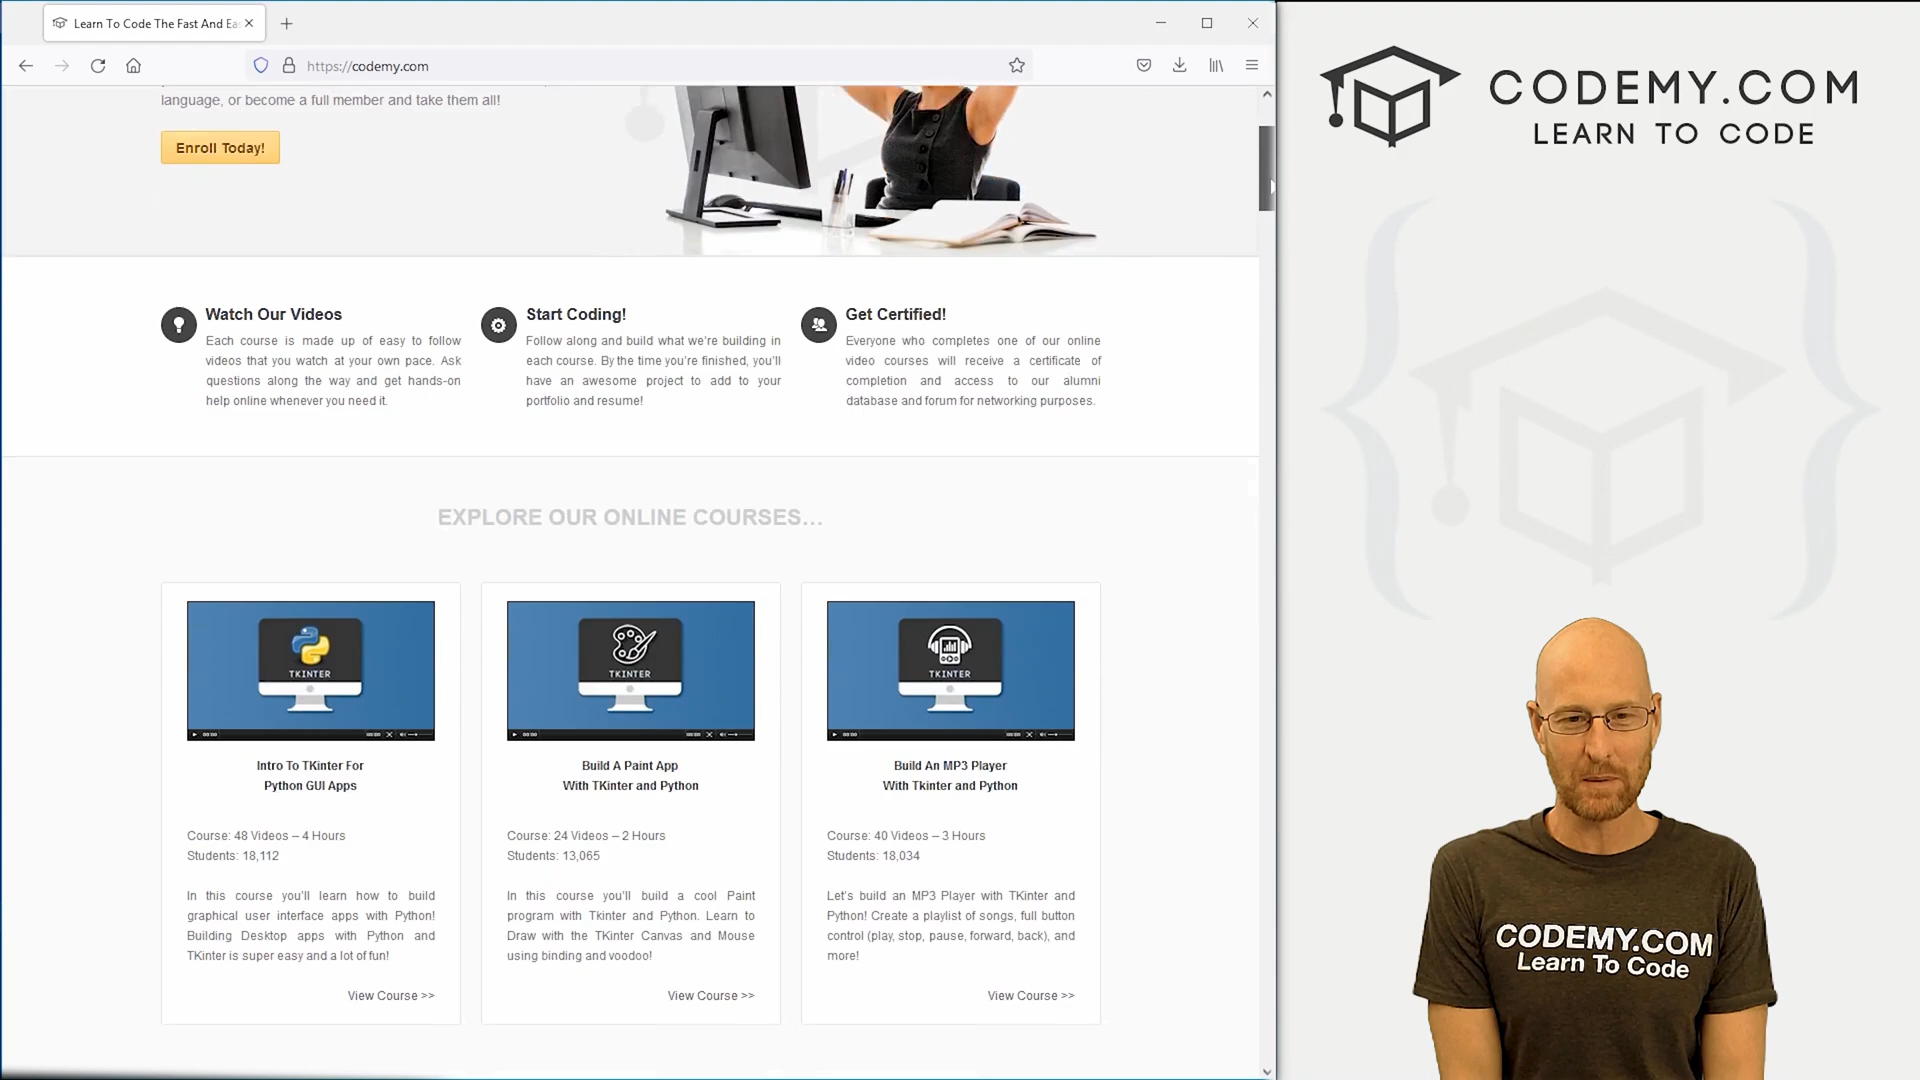 Learn To Code The Fast And Ea
https://codemy.com
language, or become a full member and take them all!
Enroll Today!
Watch Our Videos
Each course is made up of easy to follow
videos that you watch at your own pace. Ask
questions along the way and get hands-on
help online whenever you need it.
Start Coding!
Follow along and build what we're building in
each course. By the time you're finished, you'll
have an awesome project to add to your
portfolio and resume!
Get Certified!
Everyone who completes one of our online
video courses will receive a certificate of
completion and access to our alumni
database and forum for networking purposes.
EXPLORE OUR ONLINE COURSES...
TKINTER
00:00
00:00
Intro To TKinter For
Python GUI Apps
Course: 48 Videos – 4 Hours
Students: 18,112
In this course you'll learn how to build
graphical user interface apps with Python!
Building Desktop apps with Python and
TKinter is super easy and a lot of fun!
View Course >>
TKINTER
00:00
00:00
Build A Paint App
With TKinter and Python
Course: 24 Videos – 2 Hours
Students: 13,065
In this course you'll build a cool Paint
program with Tkinter and Python. Learn to
Draw with the TKinter Canvas and Mouse
using binding and voodoo!
View Course >>
TKINTER
00:00
00:00
Build An MP3 Player
With Tkinter and Python
Course: 40 Videos – 3 Hours
Students: 18,034
Let's build an MP3 Player with TKinter and
Python! Create a playlist of songs, full button
control (play, stop, pause, forward, back), and
more!
View Course >>
CODEMY.COM
LEARN TO CODE
CODEMY.COM
Learn To Code